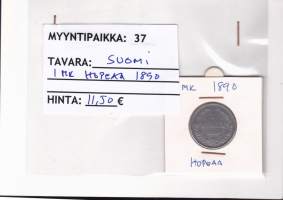 MYYNTIPAIKKA: 37
TAVARA: SUOMI
1 MK HOPEAA 1890
HINTA: 11,50 €
MK 1890
HOPEAA